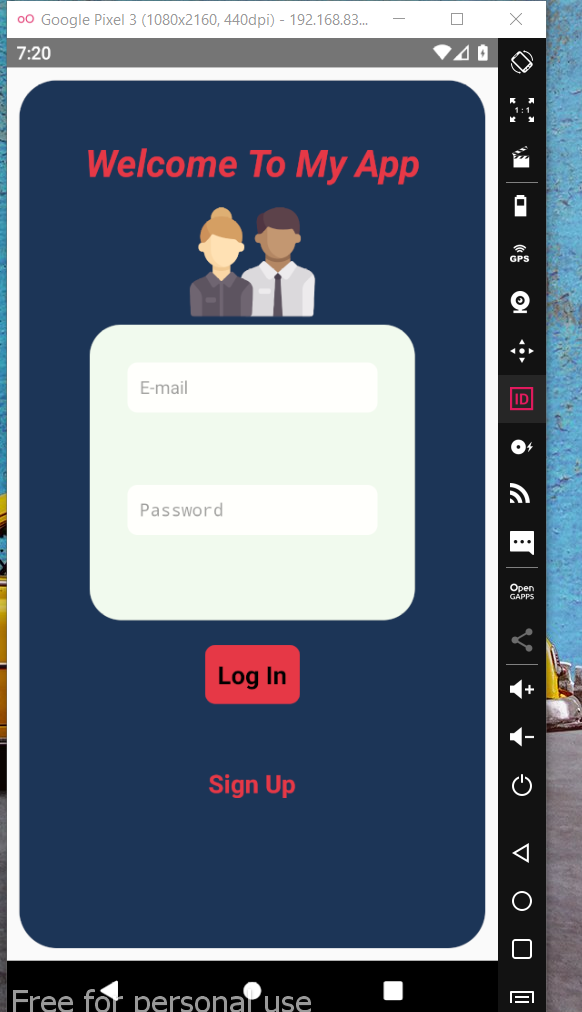 Google Pixel 3 (1080x2160, 440dpi) - 192.168.83...
7:20
1 : 1
Welcome To My App
GPS
E-mail
ID
Password
Open
GAPPS
Log In
Sign Up
Free for personal use